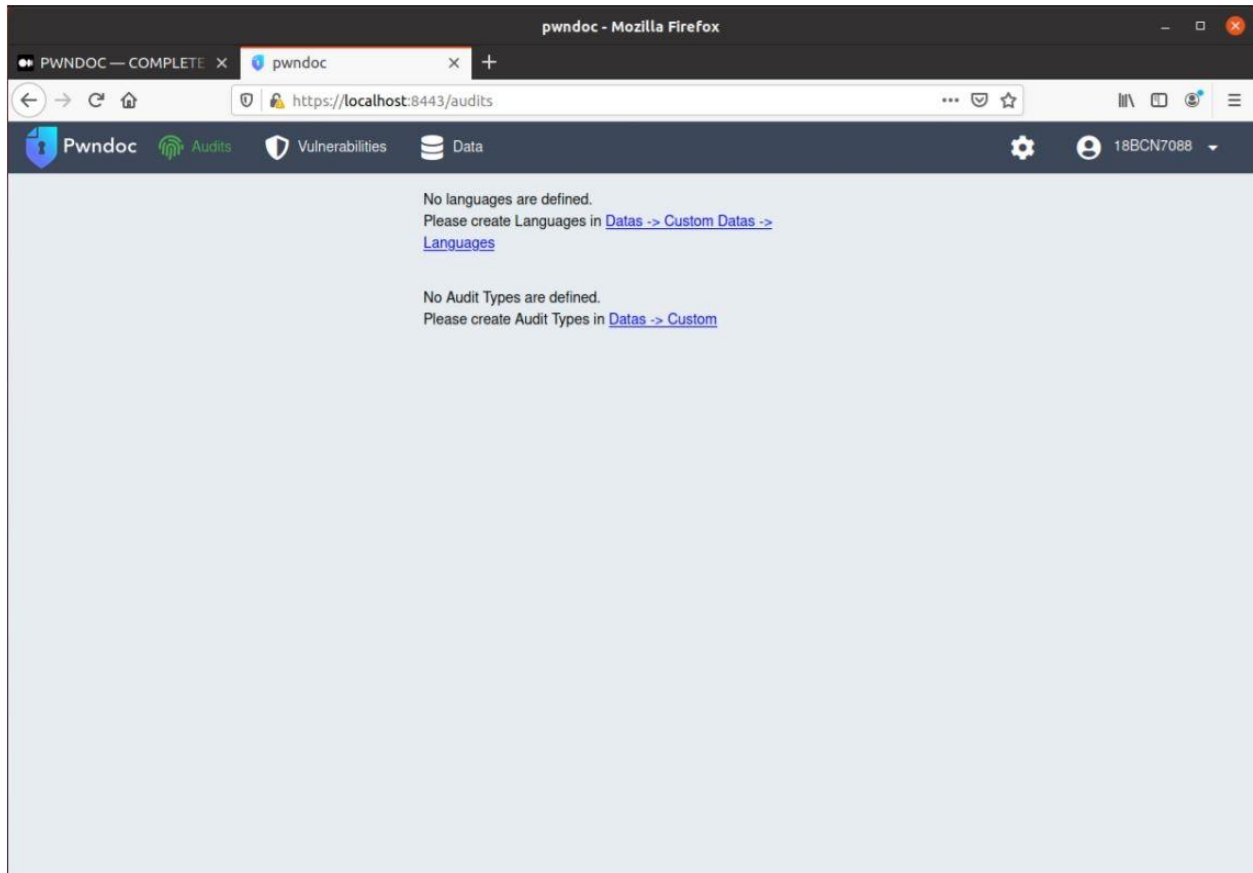 pwndoc - Mozilla Firefox
PWNDOC — COMPLETE
pwndoc
https://localhost:8443/audits
Pwndoc Audits Vulnerabilities Data 18BCN7088
No languages are defined.
Please create Languages in Datas -> Custom Datas ->
Languages
No Audit Types are defined.
Please create Audit Types in Datas -> Custom